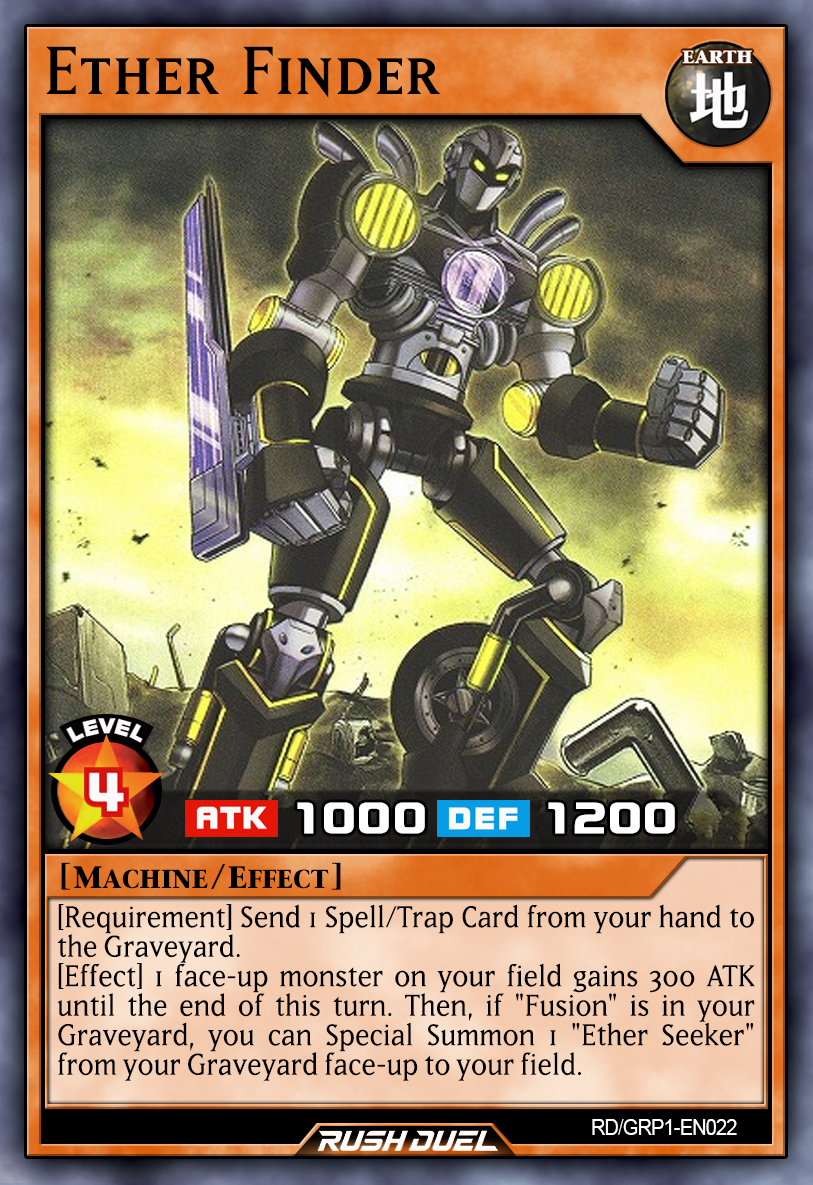 Ether Finder
EARTH
地
LEVEL
4
ATK 1000 DEF 1200
[Machine/Effect]
[Requirement] Send 1 Spell/Trap Card from your hand to
the Graveyard.
[Effect] 1 face-up monster on your field gains 300 ATK
until the end of this turn. Then, if "Fusion" is in your
Graveyard, you can Special Summon 1 "Ether Seeker"
from your Graveyard face-up to your field.
RD/GRP1-EN022
RUSH DUEL